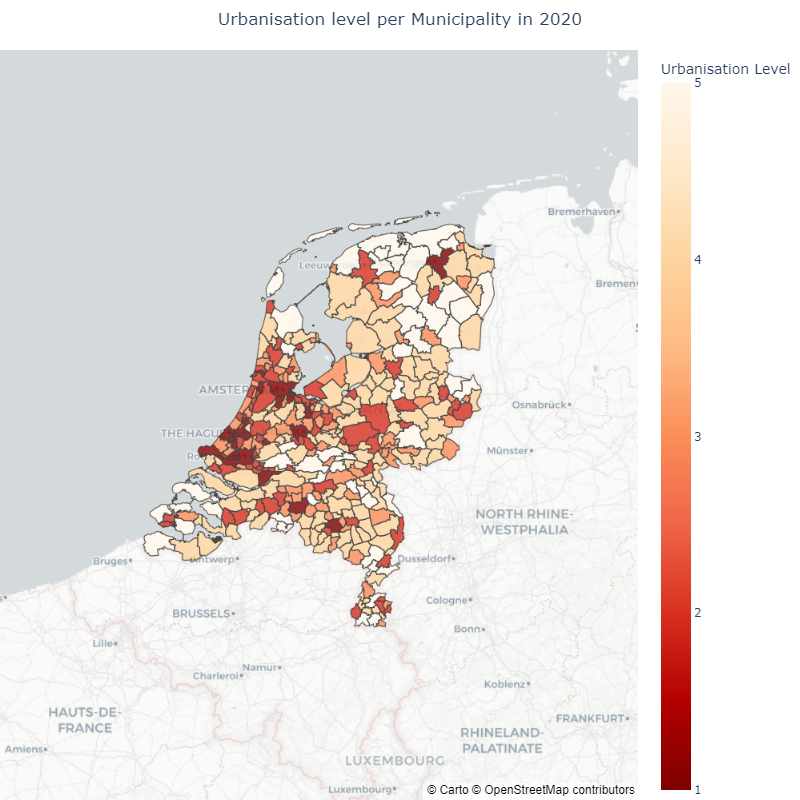 Urbanisation level per Municipality in 2020
Urbanisation Level
5
4
3
2
1
Bremerhaven
Bremen
Leeuw
AMSTER
Osnabrück
THE HAGUE
Münster
NORTH RHINE-
WESTPHALIA
Bruges
ntwerp
Dusseldorf
BRUSSELS
Cologne
Lille
Bonn
Namur
Charleroi
Koblenz
HAUTS-DE-
FRANCE
FRANKFURT
Amiens
RHINELAND-
PALATINATE
LUXEMBOURG
Luxembourg
© Carto © OpenStreetMap contributors